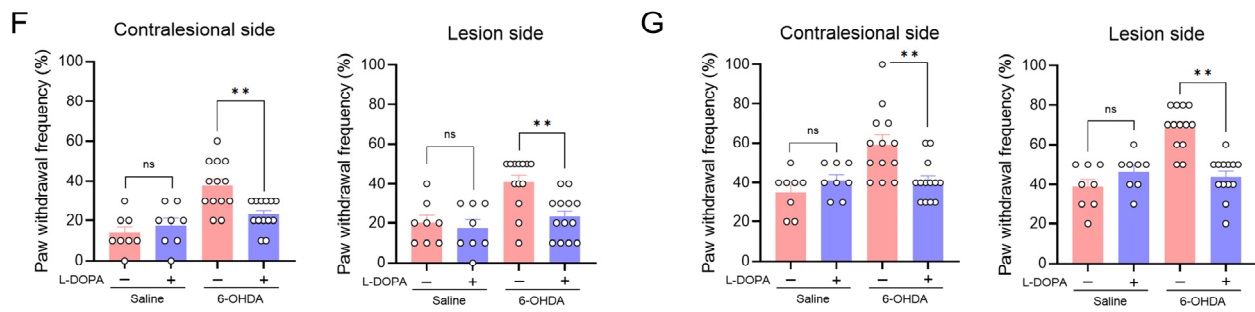 F
Contralesional side
Paw withdrawal frequency (%)
100
80
60
40
20
0
ns
**
L-DOPA − + − +
Saline 6-OHDA
Lesion side
Paw withdrawal frequency (%)
100
80
60
40
20
0
ns
**
L-DOPA − + − +
Saline 6-OHDA
G
Contralesional side
Paw withdrawal frequency (%)
100
80
60
40
20
0
ns
**
L-DOPA − + − +
Saline 6-OHDA
Lesion side
Paw withdrawal frequency (%)
100
80
60
40
20
0
ns
**
L-DOPA − + − +
Saline 6-OHDA